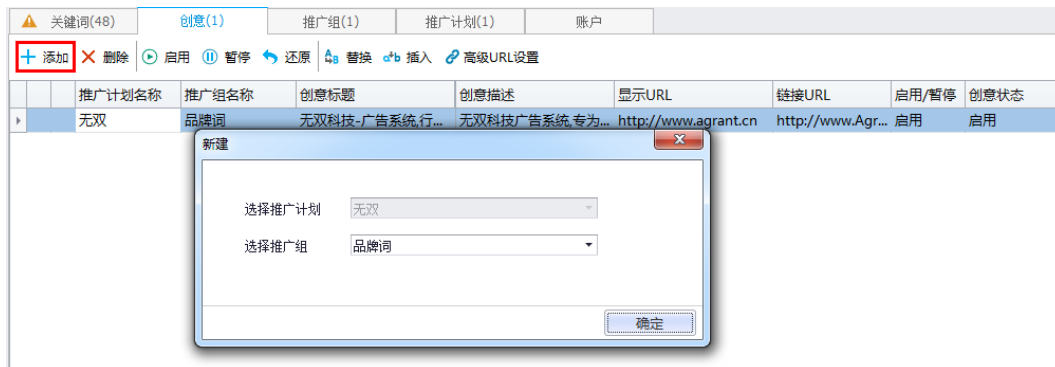 关键词(48) 创意(1) 推广组(1) 推广计划(1) 账户
添加 删除 启用 暂停 还原 替换 插入 高级URL设置
推广计划名称 推广组名称 创意标题 创意描述 显示URL 链接URL 启用/暂停 创意状态
无双 品牌词 无双科技-广告系统,行... 无双科技广告系统,专为... http://www.agrant.cn http://www.Agr... 启用 启用
新建
选择推广计划 无双
选择推广组 品牌词
确定